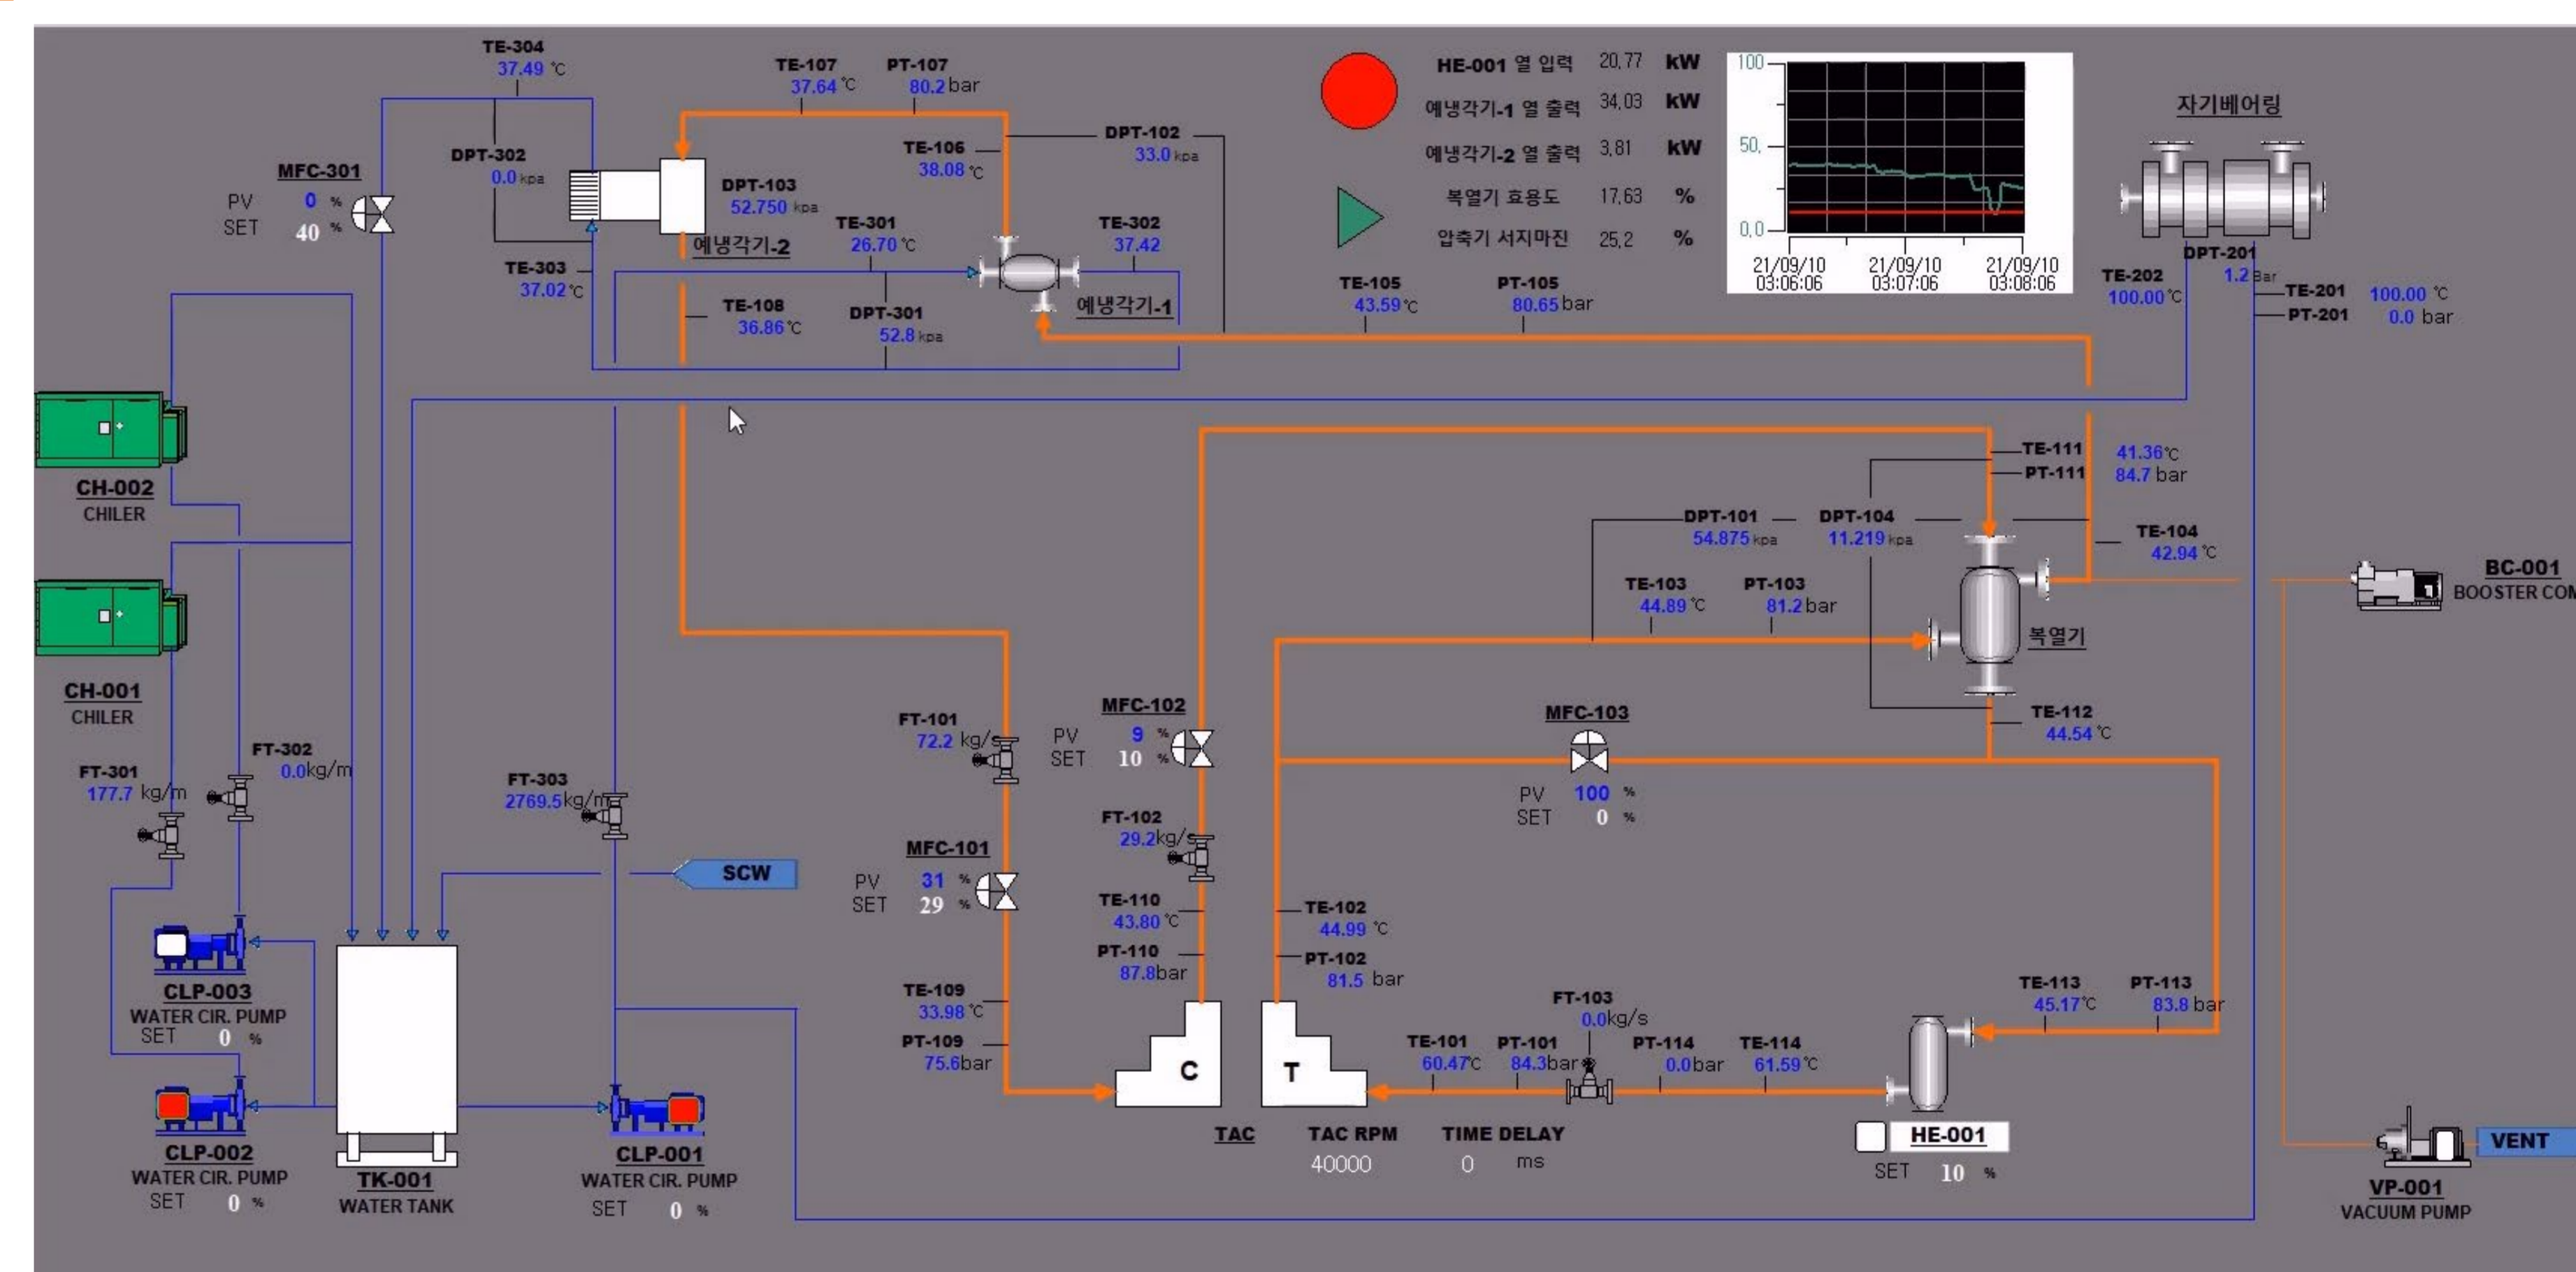 TE-304
37.49 ℃
MFC-301
PV 0 %
SET 40 %
DPT-302
0.0 kpa
TE-303
37.02℃
TE-107
37.64 ℃
PT-107
80.2 bar
TE-106
38.08 ℃
DPT-102
33.0 kpa
DPT-103
52.750 kpa
예냉각기-2
TE-301
26.70 ℃
TE-302
37.42
TE-108
36.86 ℃
DPT-301
52.8 kpa
예냉각기-1
HE-001 열 입력 20,77 kW
예냉각기-1 열 출력 34,03 kW
예냉각기-2 열 출력 3,81 kW
복열기 효용도 17,63 %
압축기 서지마진 25,2 %
100
50,
0,0
21/09/10
03:06:06
21/09/10
03:07:06
21/09/10
03:08:06
TE-105
43.59 ℃
PT-105
80.65 bar
자기베어링
DPT-201
1.2 Bar
TE-202
100.00 ℃
TE-201 100.00 ℃
PT-201 0.0 bar
CH-002
CHILER
CH-001
CHILER
TE-111 41.36℃
PT-111 84.7 bar
DPT-101
54.875 kpa
DPT-104
11.219 kpa
TE-104
42.94 ℃
TE-103
44.89 ℃
PT-103
81.2 bar
복열기
BC-001
BOOSTER COM
TE-112
44.54 ℃
FT-301
177.7 kg/m
FT-302
0.0kg/m
FT-303
2769.5kg/m
FT-101
72.2 kg/s
MFC-102
PV 9 %
SET 10 %
MFC-103
PV 100 %
SET 0 %
FT-102
29.2kg/s
MFC-101
PV 31 %
SET 29 %
SCW
TE-110
43.80 ℃
PT-110
87.8bar
TE-102
44.99 ℃
PT-102
81.5 bar
TE-109
33.98 ℃
PT-109
75.6bar
CLP-003
WATER CIR. PUMP
SET 0 %
CLP-002
WATER CIR. PUMP
SET 0 %
TK-001
WATER TANK
CLP-001
WATER CIR. PUMP
SET 0 %
C
T
FT-103
0.0kg/s
TE-101
60.47℃
PT-101
84.3bar
PT-114
0.0bar
TE-114
61.59℃
TE-113
45.17℃
PT-113
83.8 bar
TAC
TAC RPM
40000
TIME DELAY
0 ms
HE-001
SET 10 %
VENT
VP-001
VACUUM PUMP